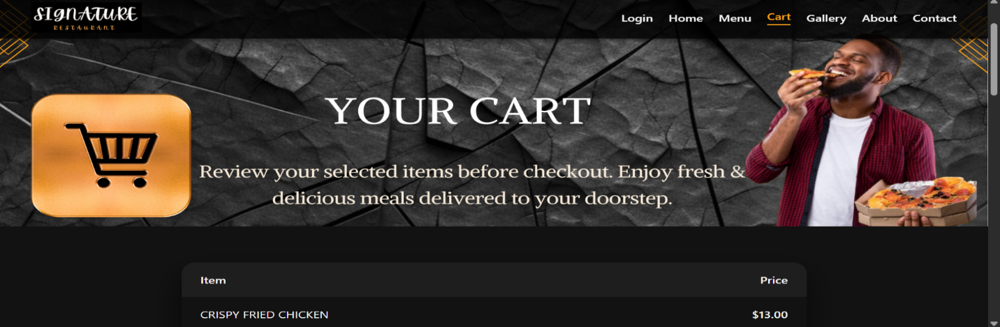 SIGNATURE
RESTAURANT
Login Home Menu Cart Gallery About Contact
YOUR CART
Review your selected items before checkout. Enjoy fresh &
delicious meals delivered to your doorstep.
Item Price
CRISPY FRIED CHICKEN $13.00